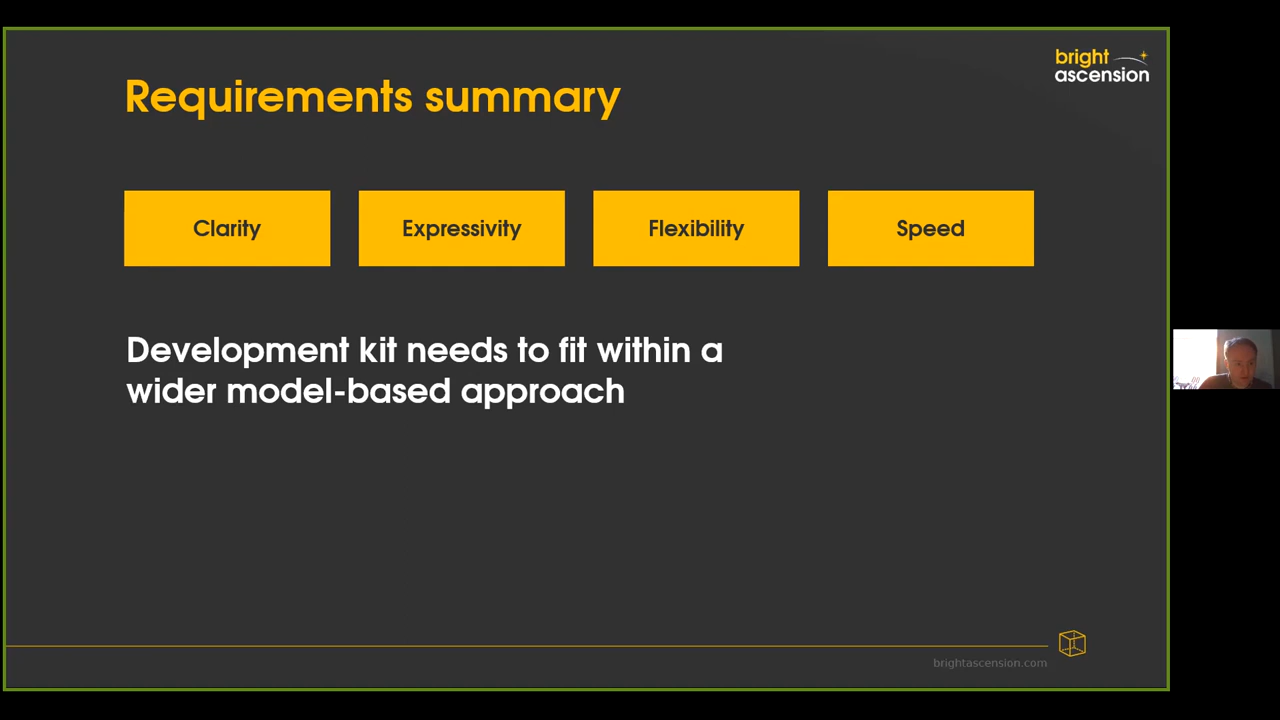 bright
ascension
Requirements summary
Clarity
Expressivity
Flexibility
Speed
Development kit needs to fit within a
wider model-based approach
brightascension.com